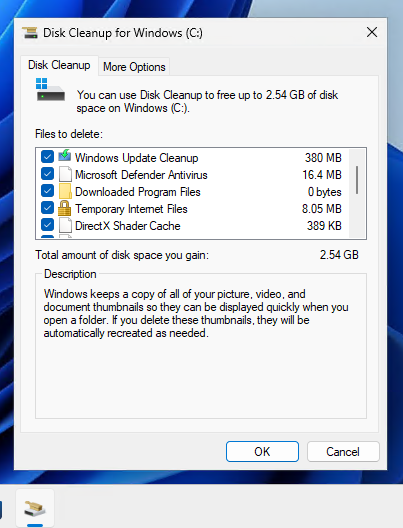 Disk Cleanup for Windows (C:)
Disk Cleanup
More Options
You can use Disk Cleanup to free up to 2.54 GB of disk
space on Windows (C:).
Files to delete:
Windows Update Cleanup 380 MB
Microsoft Defender Antivirus 16.4 MB
Downloaded Program Files 0 bytes
Temporary Internet Files 8.05 MB
DirectX Shader Cache 389 KB
Total amount of disk space you gain: 2.54 GB
Description
Windows keeps a copy of all of your picture, video, and
document thumbnails so they can be displayed quickly when you
open a folder. If you delete these thumbnails, they will be
automatically recreated as needed.
OK Cancel